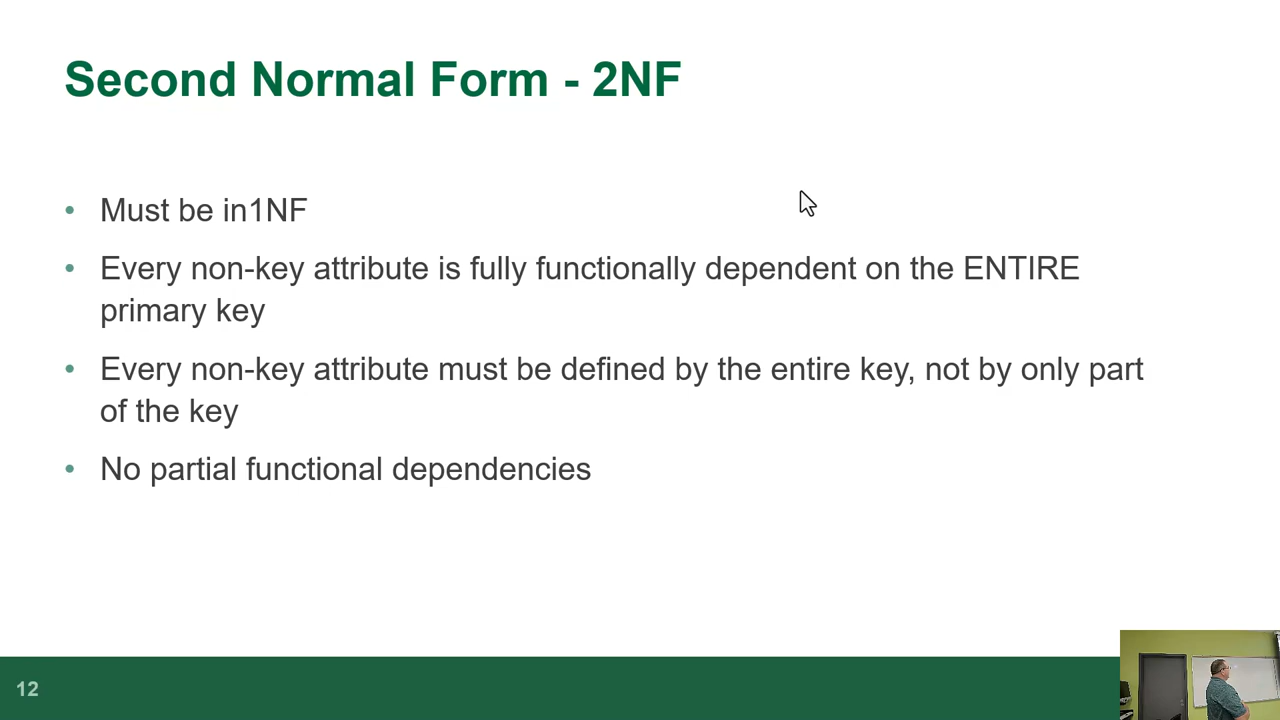 Second Normal Form - 2NF
• Must be in1NF
• Every non-key attribute is fully functionally dependent on the ENTIRE
primary key
• Every non-key attribute must be defined by the entire key, not by only part
of the key
• No partial functional dependencies
12